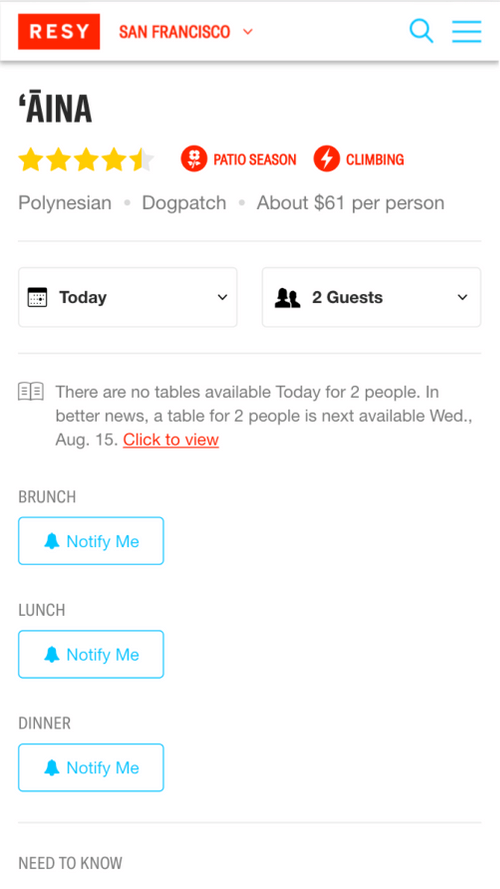 RESY SAN FRANCISCO
‘ĀINA
PATIO SEASON CLIMBING
Polynesian • Dogpatch • About $61 per person
Today 2 Guests
There are no tables available Today for 2 people. In
better news, a table for 2 people is next available Wed.,
Aug. 15. Click to view
BRUNCH
Notify Me
LUNCH
Notify Me
DINNER
Notify Me
NEED TO KNOW